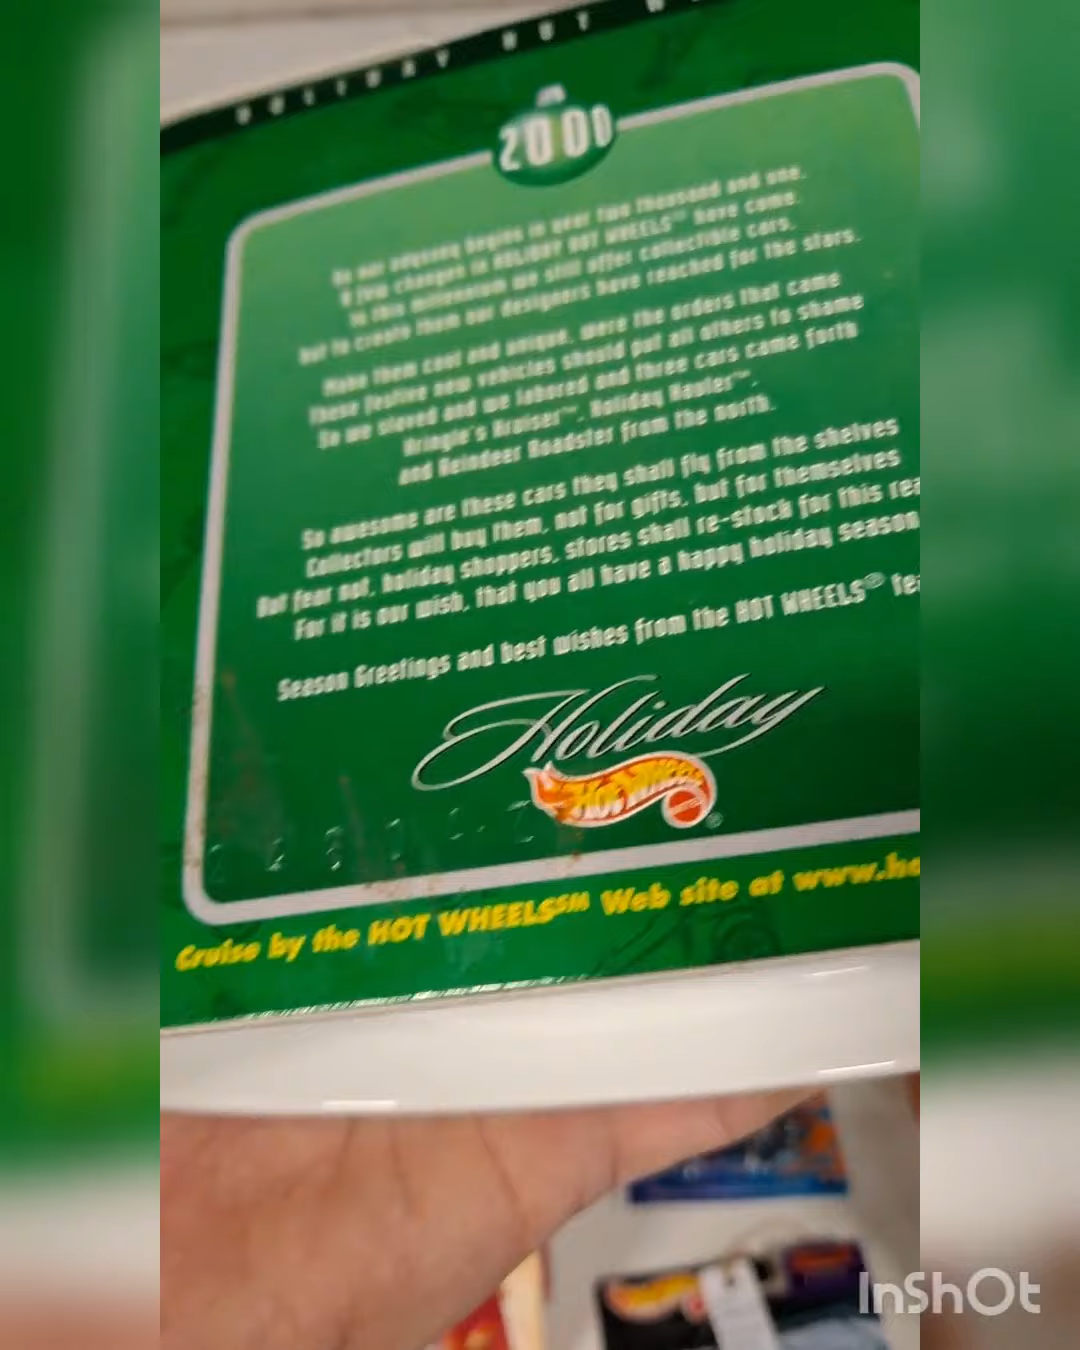 HOLIDAY HOT W
2000
So our odyssey begins in year two thousand and one.
A few changes in HOLIDAY HOT WHEELS™ have come.
In this millennium we still offer collectible cars,
but to create them our designers have reached for the stars.
Make them cool and unique, were the orders that came
These festive new vehicles should put all others to shame
So we slaved and we labored and three cars came forth
Kringle's Kruiser™, Holiday Hauler™,
and Reindeer Roadster from the north.
So awesome are these cars they shall fly from the shelves
Collectors will buy them, not for gifts, but for themselves
But fear not, holiday shoppers, stores shall re-stock for this rea
For it is our wish, that you all have a happy holiday season
Season Greetings and best wishes from the HOT WHEELS® tea
Holiday
HOT WHEELS
MATTEL
®
Cruise by the HOT WHEELS℠ Web site at www.ho
InShOt